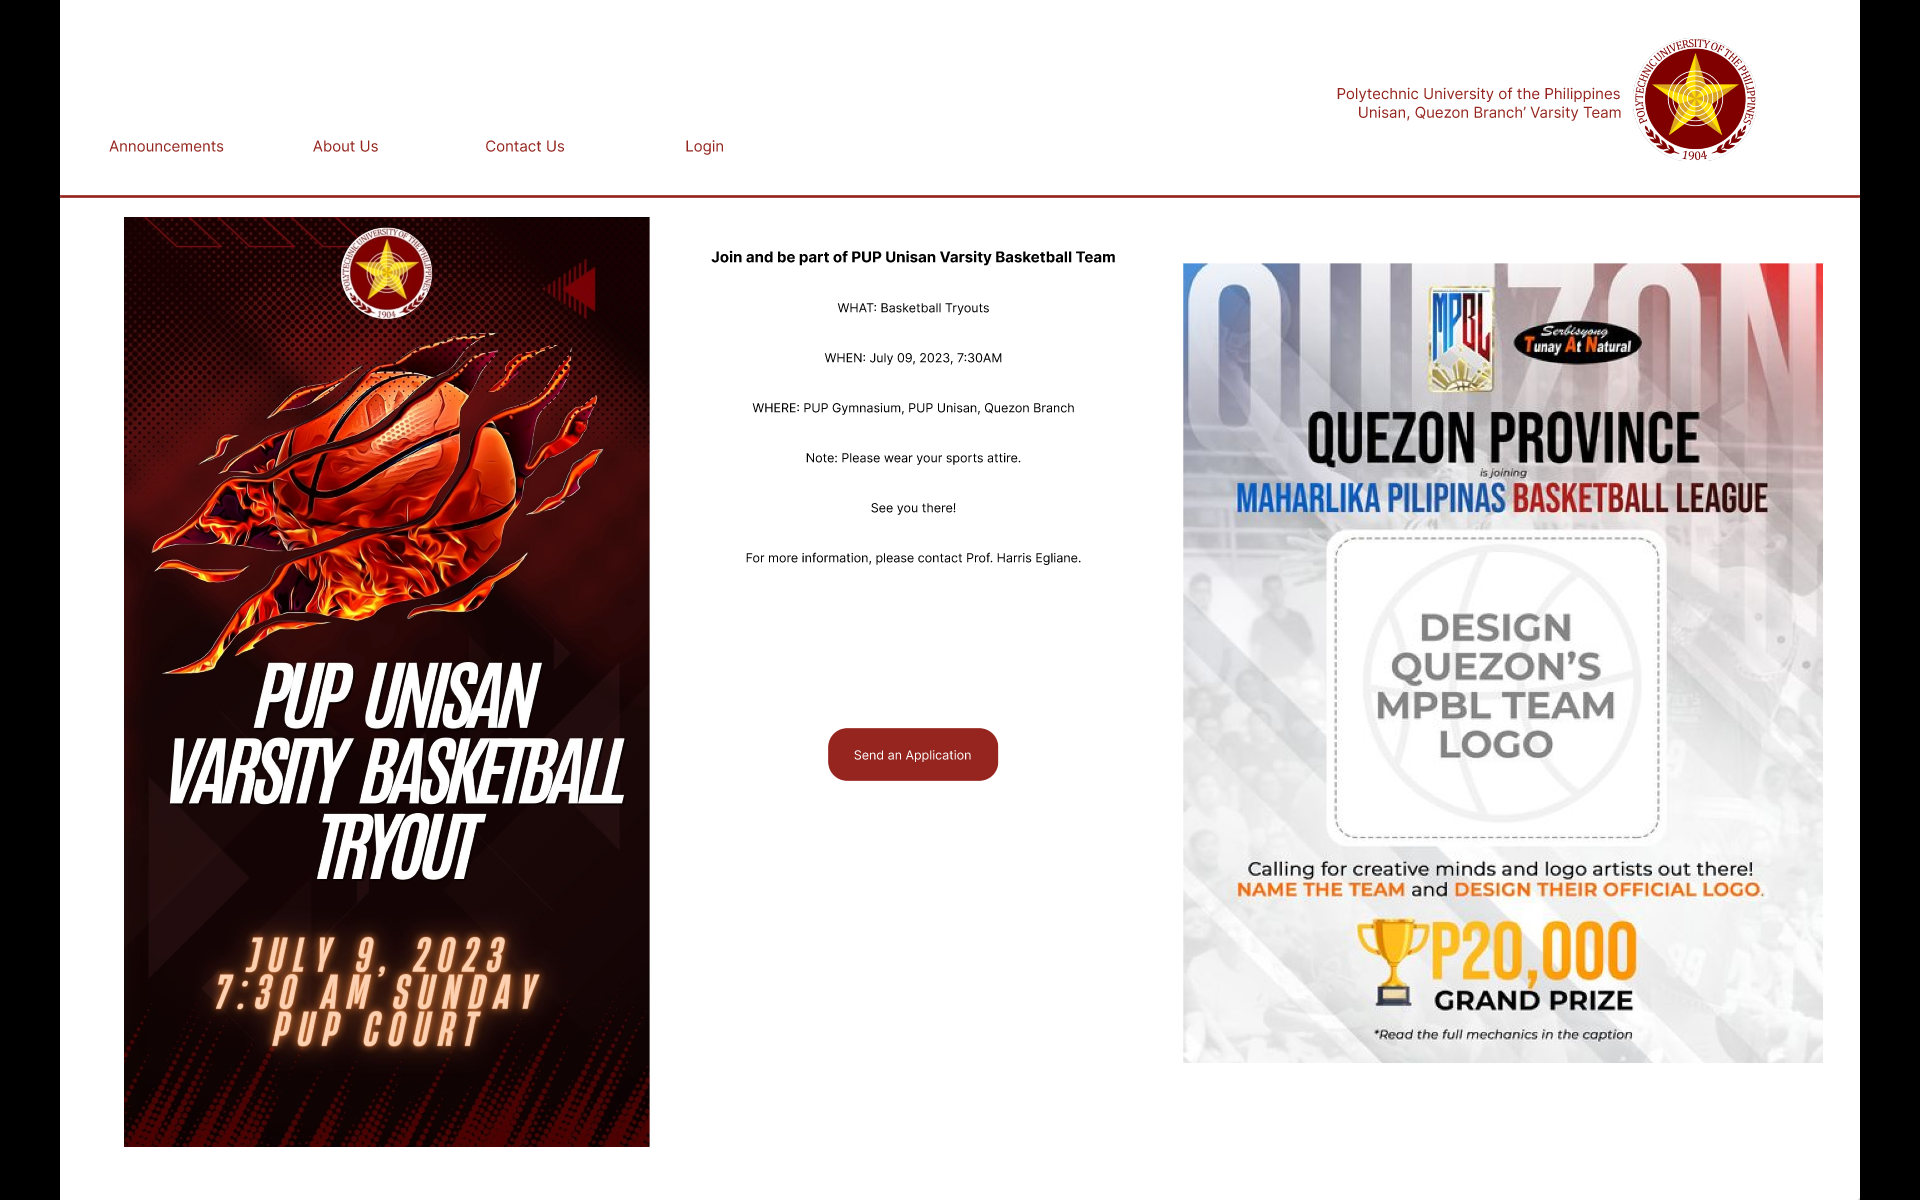 Announcements
About Us
Contact Us
Login
Polytechnic University of the Philippines
Unisan, Quezon Branch’ Varsity Team
POLYTECHNIC UNIVERSITY OF THE PHILIPPINES
1904
POLYTECHNIC UNIVERSITY OF THE PHILIPPINES
1904
PUP UNISAN
VARSITY BASKETBALL
TRYOUT
JULY 9, 2023
7:30 AM SUNDAY
PUP COURT
Join and be part of PUP Unisan Varsity Basketball Team
WHAT: Basketball Tryouts
WHEN: July 09, 2023, 7:30AM
WHERE: PUP Gymnasium, PUP Unisan, Quezon Branch
Note: Please wear your sports attire.
See you there!
For more information, please contact Prof. Harris Egliane.
Send an Application
QUEZON
MPBL
Serbisyong
Tunay At Natural
QUEZON PROVINCE
is joining
MAHARLIKA PILIPINAS BASKETBALL LEAGUE
DESIGN
QUEZON’S
MPBL TEAM
LOGO
Calling for creative minds and logo artists out there!
NAME THE TEAM and DESIGN THEIR OFFICIAL LOGO.
P20,000
GRAND PRIZE
*Read the full mechanics in the caption